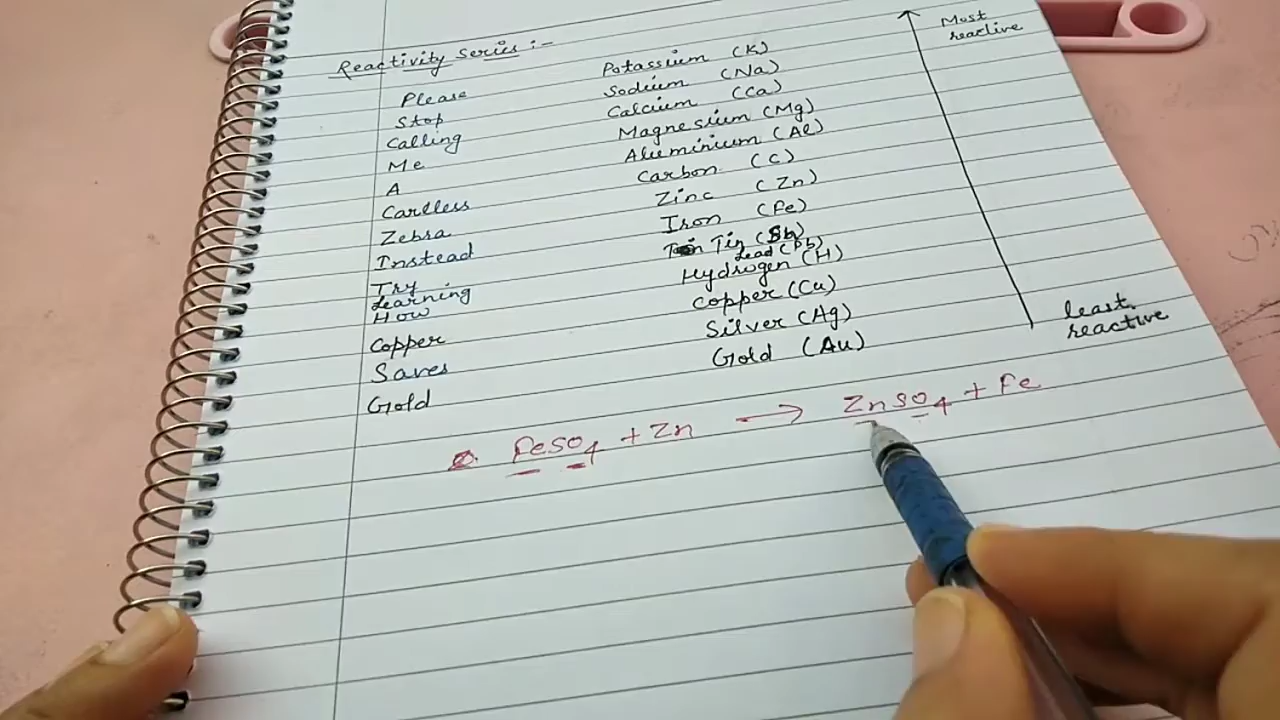 Reactivity Series :-
Most reactive
Please Potassium (K)
Stop Sodium (Na)
Calling Calcium (Ca)
Me Magnesium (Mg)
A Aluminium (Al)
Carlless Carbon (C)
Zebra Zinc (Zn)
Instead Iron (Fe)
Try Tin (Sn)
Learning Lead (Pb)
How Hydrogen (H)
Copper Copper (Cu)
Saves Silver (Ag)
Gold Gold (Au)
least reactive
FeSO4 + Zn → ZnSO4 + Fe